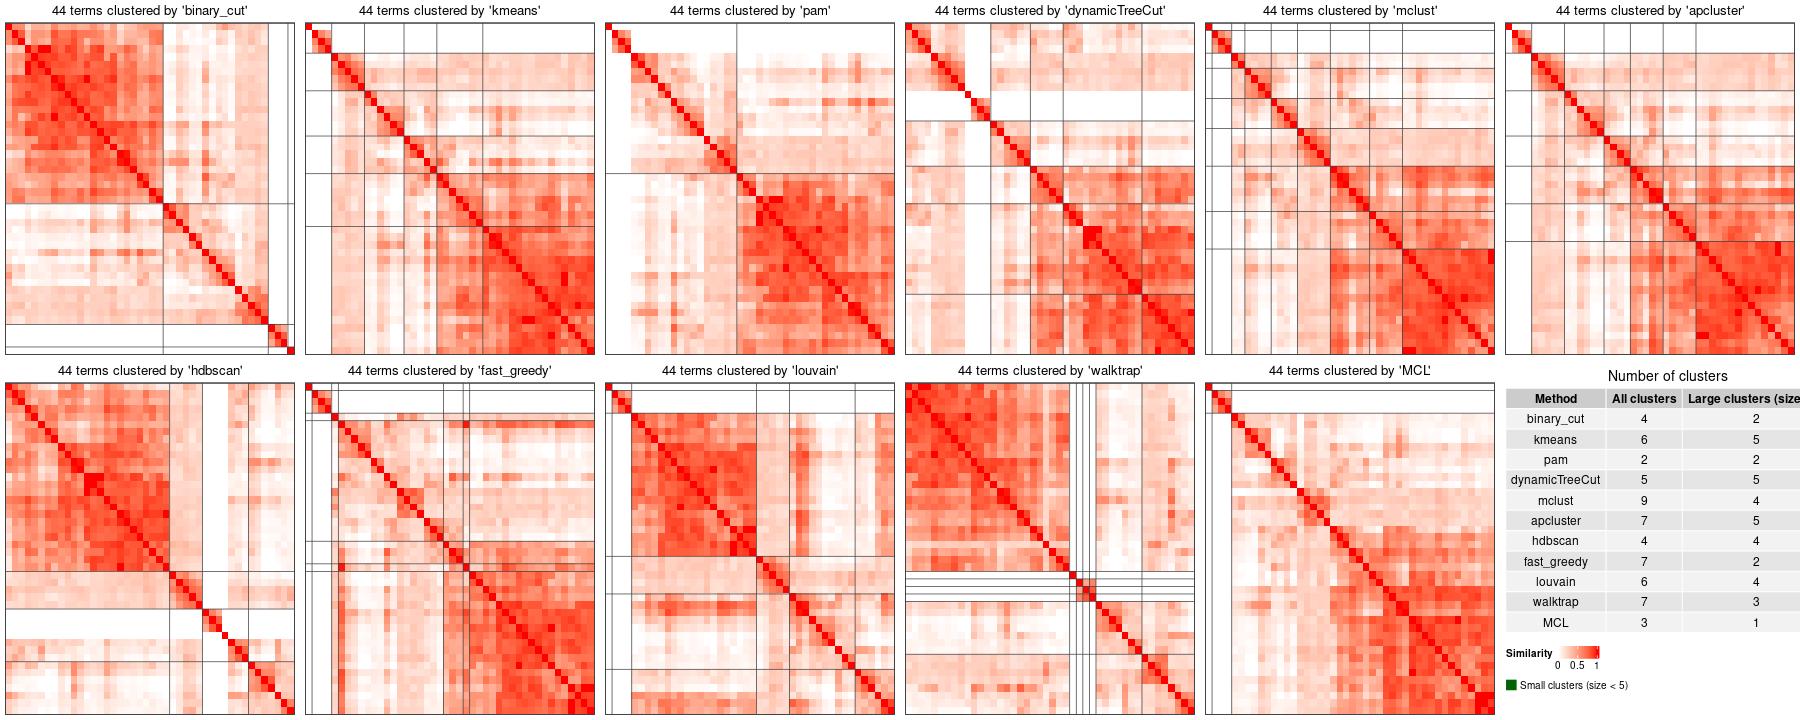 44 terms clustered by 'binary_cut'
44 terms clustered by 'kmeans'
44 terms clustered by 'pam'
44 terms clustered by 'dynamicTreeCut'
44 terms clustered by 'mclust'
44 terms clustered by 'apcluster'
44 terms clustered by 'hdbscan'
44 terms clustered by 'fast_greedy'
44 terms clustered by 'louvain'
44 terms clustered by 'walktrap'
44 terms clustered by 'MCL'
Number of clusters
Method All clusters Large clusters (size
binary_cut 4 2
kmeans 6 5
pam 2 2
dynamicTreeCut 5 5
mclust 9 4
apcluster 7 5
hdbscan 4 4
fast_greedy 7 2
louvain 6 4
walktrap 7 3
MCL 3 1
Similarity
0 0.5 1
Small clusters (size < 5)